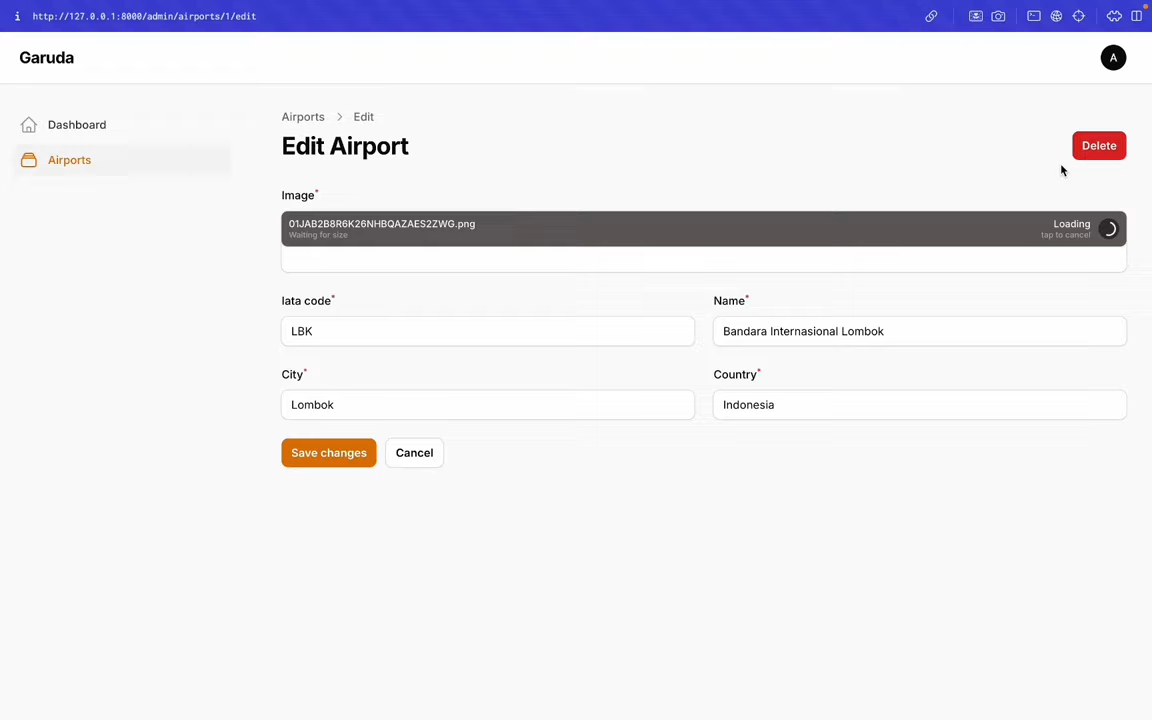 http://127.0.0.1:8000/admin/airports/1/edit
Garuda
A
Dashboard
Airports
Airports > Edit
Edit Airport
Delete
Image*
01JAB2B8R6K26NHBQAZAES2ZWG.png
Waiting for size
Loading
tap to cancel
Iata code*
Name*
LBK
Bandara Internasional Lombok
City*
Country*
Lombok
Indonesia
Save changes
Cancel